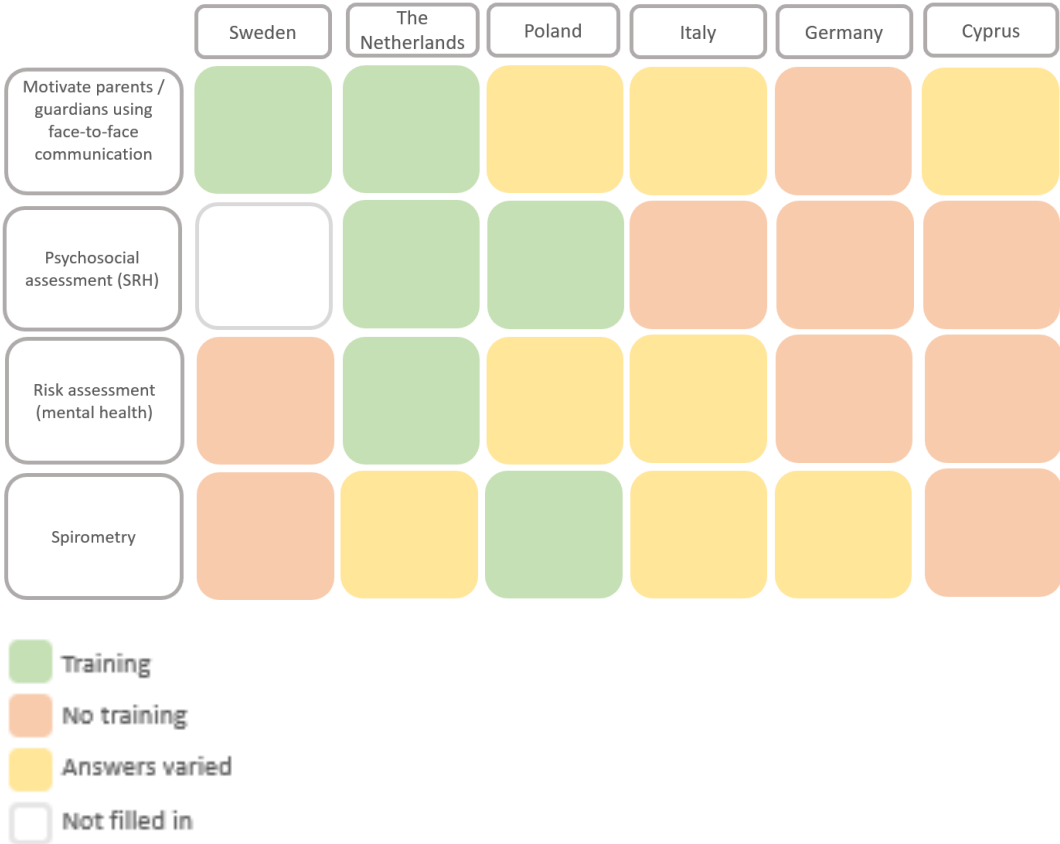 Sweden
The
Netherlands
Poland
Italy
Germany
Cyprus
Motivate parents /
guardians using
face-to-face
communication
Psychosocial
assessment (SRH)
Risk assessment
(mental health)
Spirometry
Training
No training
Answers varied
Not filled in